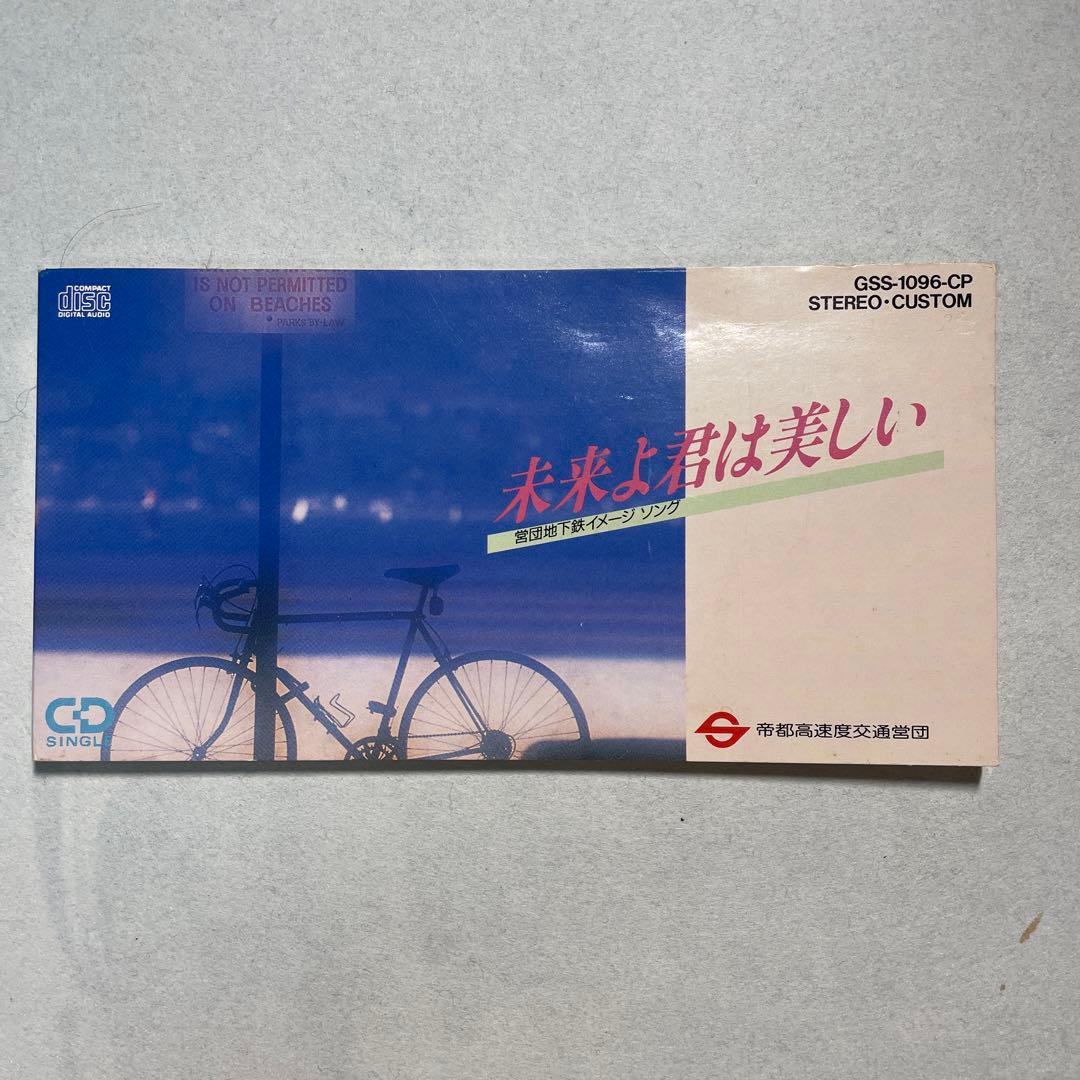 COMPACT
disc
DIGITAL AUDIO
IS NOT PERMITTED
ON BEACHES
PARKS BY-LAW
GSS-1096-CP
STEREO・CUSTOM
未来よ君は美しい
営団地下鉄イメージ ソング
CD
SINGLE
帝都高速度交通営団